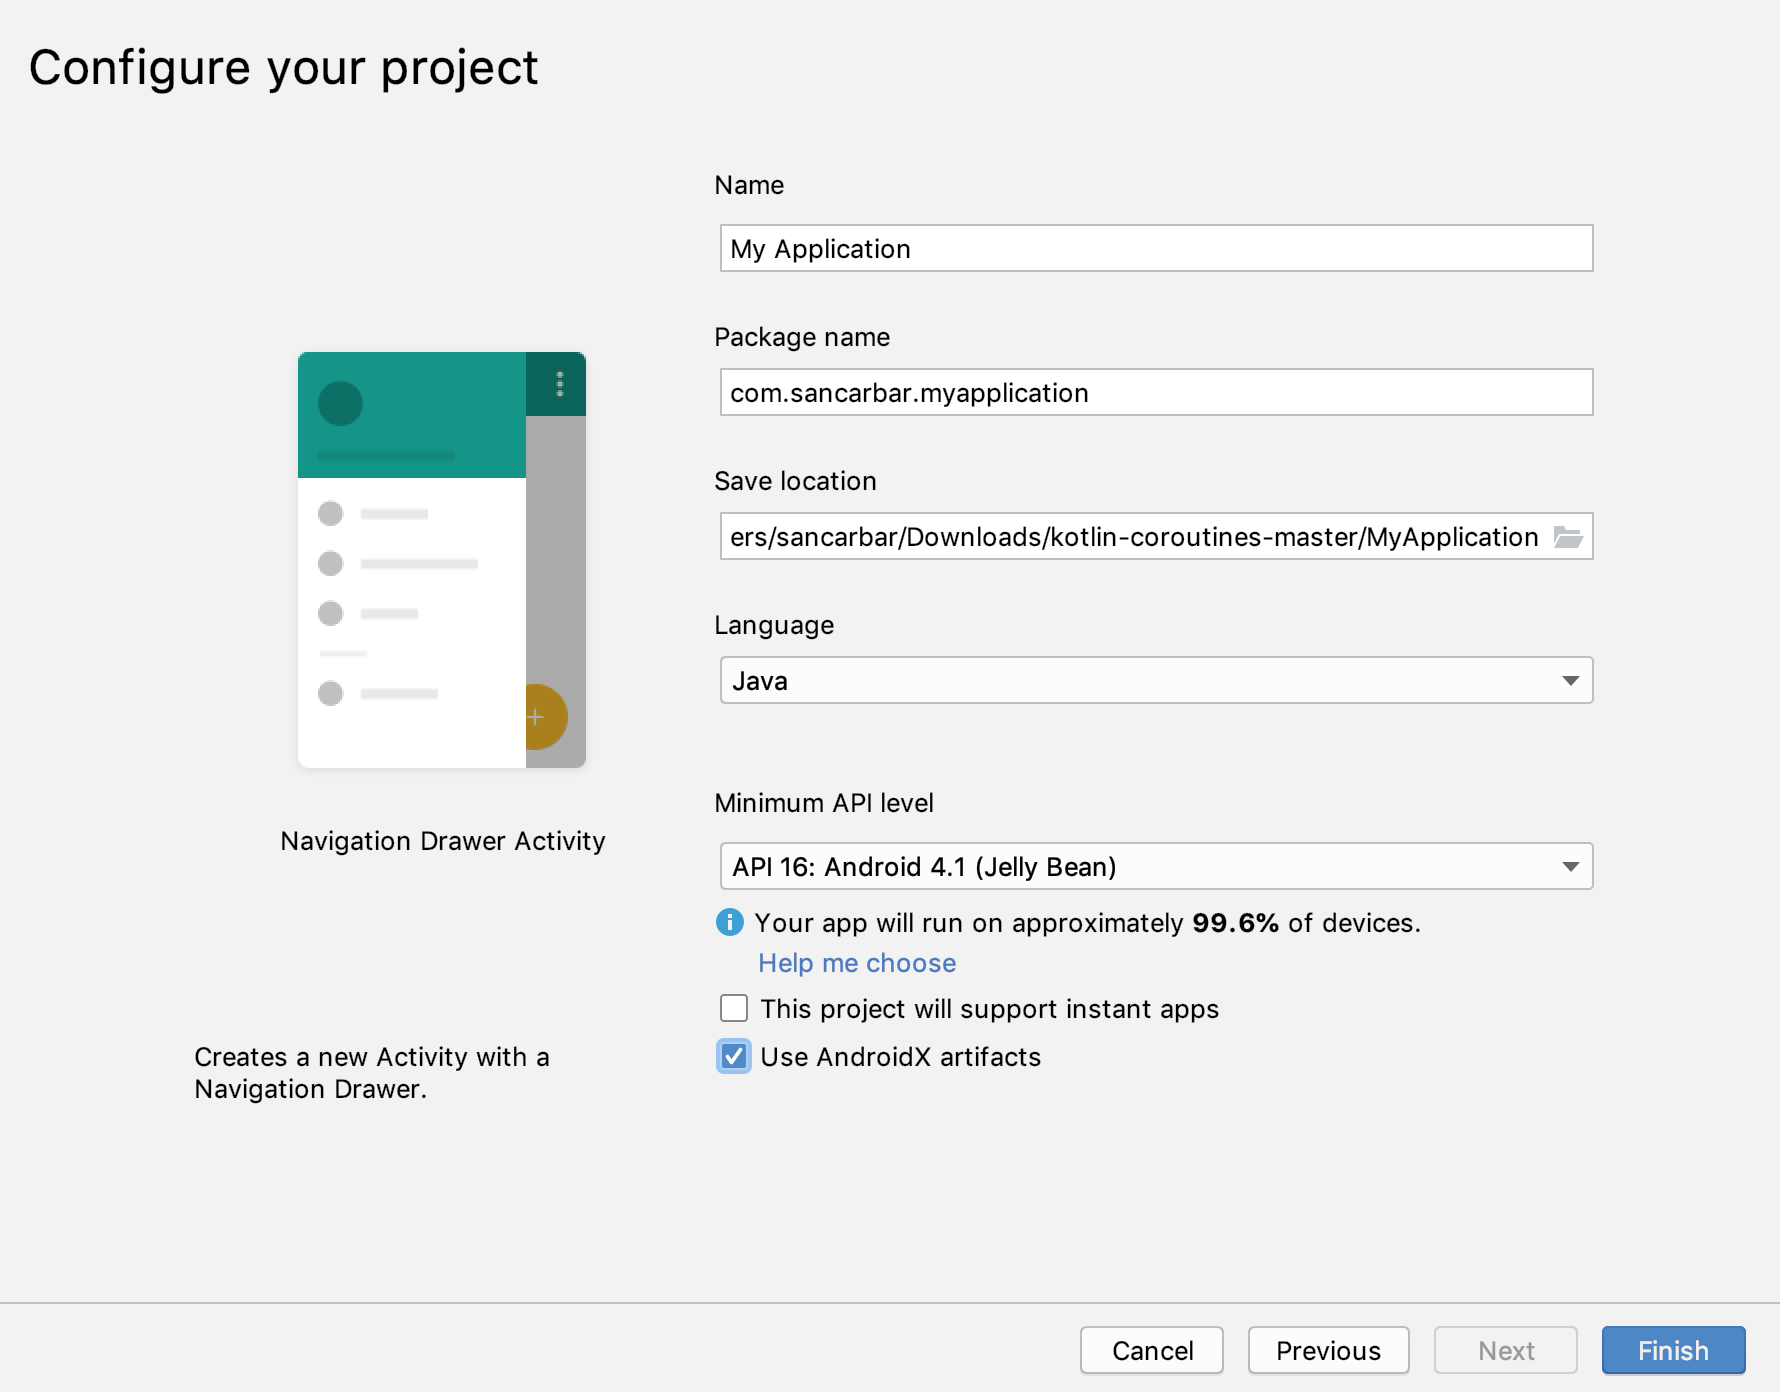 Configure your project
Name
My Application
Package name
com.sancarbar.myapplication
Save location
ers/sancarbar/Downloads/kotlin-coroutines-master/MyApplication
Language
Java
Navigation Drawer Activity
Minimum API level
API 16: Android 4.1 (Jelly Bean)
Your app will run on approximately 99.6% of devices.
Help me choose
This project will support instant apps
Use AndroidX artifacts
Creates a new Activity with a
Navigation Drawer.
Cancel
Previous
Next
Finish